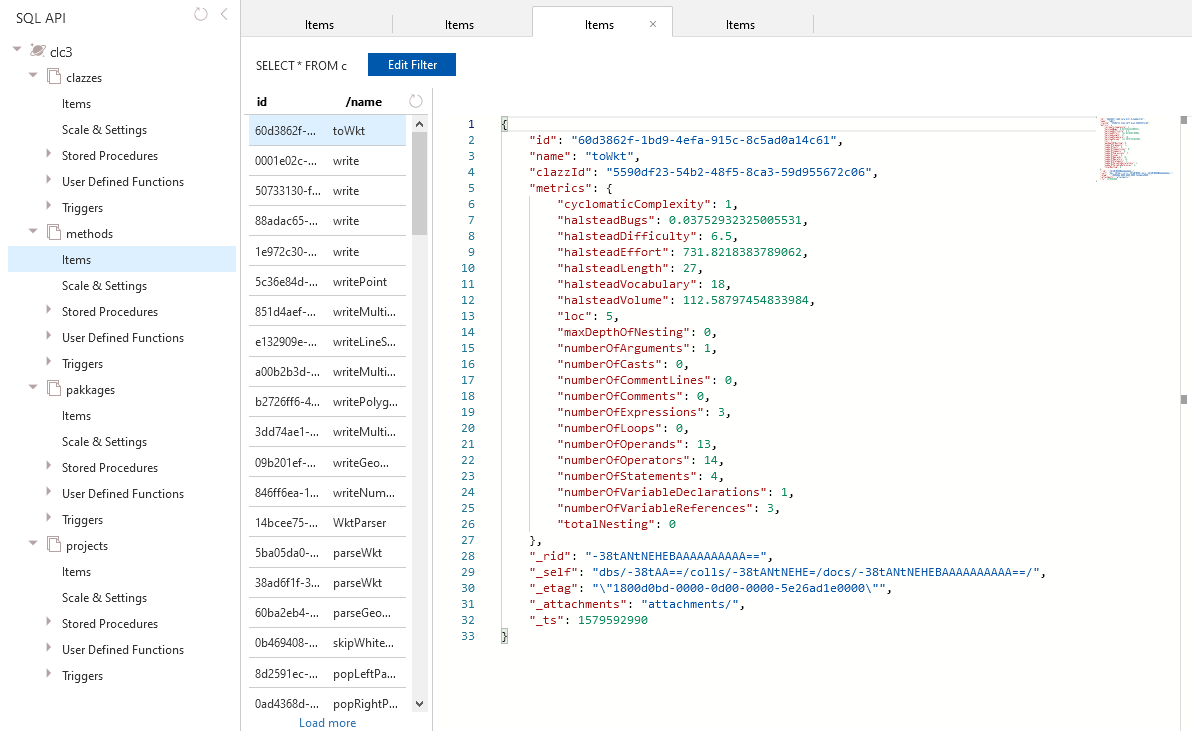 SQL API
clc3
clazzes
Items
Scale & Settings
Stored Procedures
User Defined Functions
Triggers
methods
Items
Scale & Settings
Stored Procedures
User Defined Functions
Triggers
pakkages
Items
Scale & Settings
Stored Procedures
User Defined Functions
Triggers
projects
Items
Scale & Settings
Stored Procedures
User Defined Functions
Triggers
Items Items Items × Items
SELECT * FROM c Edit Filter
id /name
60d3862f-... toWkt
0001e02c-... write
50733130-f... write
88adac65-... write
1e972c30-... write
5c36e84d-... writePoint
851d4aef-... writeMulti...
e132909e-... writeLineS...
a00b2b3d-... writeMulti...
b2726ff6-4... writePolyg...
3dd74ae1-... writeMulti...
09b201ef-... writeGeo...
846ff6ea-1... writeNum...
14bcee75-... WktParser
5ba05da0-... parseWkt
38ad6f1f-3... parseWkt
60ba2eb4-... parseGeo...
0b469408-... skipWhite...
8d2591ec-... popLeftPa...
0ad4368d-... popRightP...
Load more
1 {
2 "id": "60d3862f-1bd9-4efa-915c-8c5ad0a14c61",
3 "name": "toWkt",
4 "clazzId": "5590df23-54b2-48f5-8ca3-59d955672c06",
5 "metrics": {
6 "cyclomaticComplexity": 1,
7 "halsteadBugs": 0.03752932325005531,
8 "halsteadDifficulty": 6.5,
9 "halsteadEffort": 731.8218383789062,
10 "halsteadLength": 27,
11 "halsteadVocabulary": 18,
12 "halsteadVolume": 112.58797454833984,
13 "loc": 5,
14 "maxDepthOfNesting": 0,
15 "numberOfArguments": 1,
16 "numberOfCasts": 0,
17 "numberOfCommentLines": 0,
18 "numberOfComments": 0,
19 "numberOfExpressions": 3,
20 "numberOfLoops": 0,
21 "numberOfOperands": 13,
22 "numberOfOperators": 14,
23 "numberOfStatements": 4,
24 "numberOfVariableDeclarations": 1,
25 "numberOfVariableReferences": 3,
26 "totalNesting": 0
27 },
28 "_rid": "-38tANtNEHEBAAAAAAAAAA==",
29 "_self": "dbs/-38tAA==/colls/-38tANtNEHE=/docs/-38tANtNEHEBAAAAAAAAAA==/",
30 "_etag": "\"1800d0bd-0000-0d00-0000-5e26ad1e0000\"",
31 "_attachments": "attachments/",
32 "_ts": 1579592990
33 }